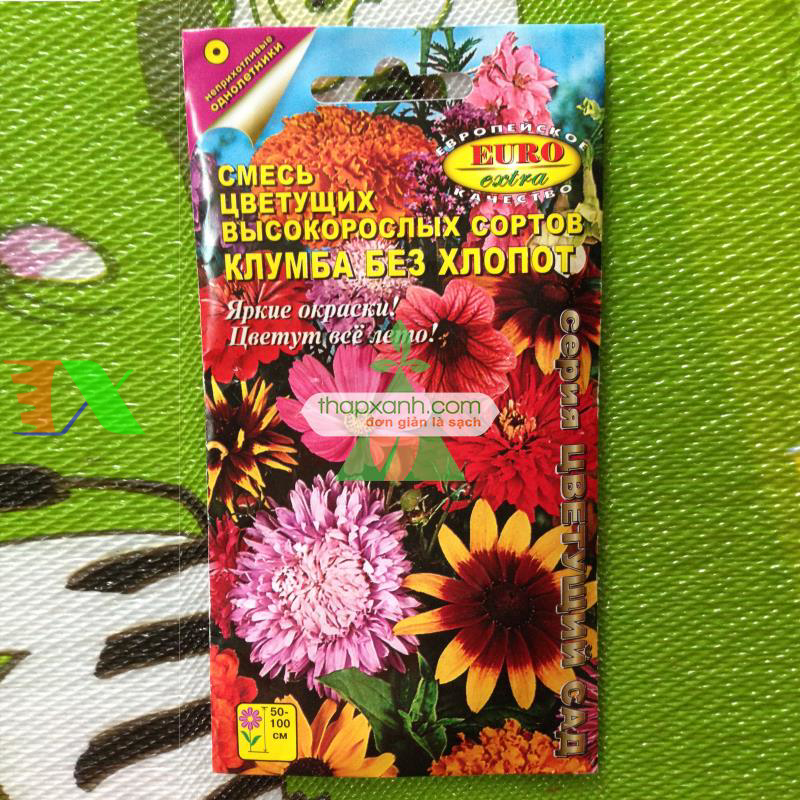 неприхотливые
однолетники
ЕВРОПЕЙСКОЕ
EURO
extra
КАЧЕСТВО
СМЕСЬ
ЦВЕТУЩИХ
ВЫСОКОРОСЛЫХ СОРТОВ
КЛУМБА БЕЗ ХЛОПОТ
Яркие окраски!
Цветут всё лето!
серия ЦВЕТУЩИЙ САД
thapxanh.com
đơn giản là sạch
TX
50-
100
СМ